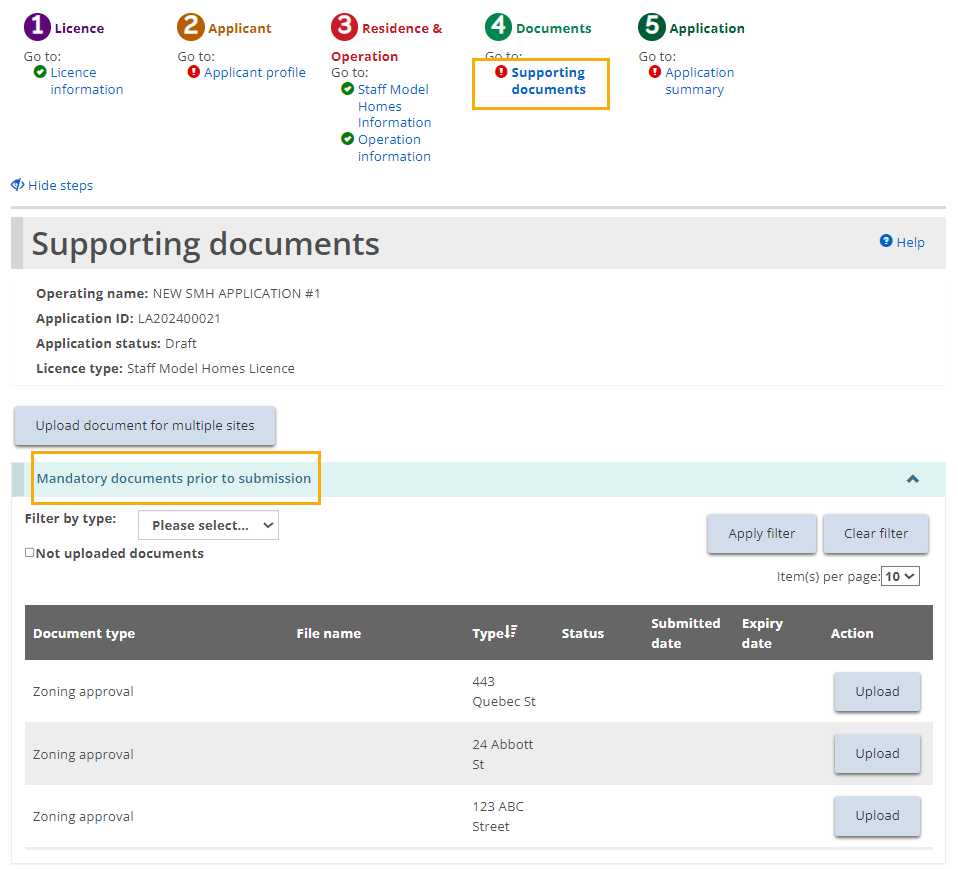 1 Licence
Go to:
Licence
information
2 Applicant
Go to:
Applicant profile
3 Residence &
Operation
Go to:
Staff Model
Homes
Information
Operation
information
4 Documents
Go to:
Supporting
documents
5 Application
Go to:
Application
summary
Hide steps
Supporting documents
Help
Operating name: NEW SMH APPLICATION #1
Application ID: LA202400021
Application status: Draft
Licence type: Staff Model Homes Licence
Upload document for multiple sites
Mandatory documents prior to submission
Filter by type: Please select...
Apply filter Clear filter
Not uploaded documents
Item(s) per page: 10
Document type File name Type Status Submitted date Expiry date Action
Zoning approval 443 Quebec St Upload
Zoning approval 24 Abbott St Upload
Zoning approval 123 ABC Street Upload